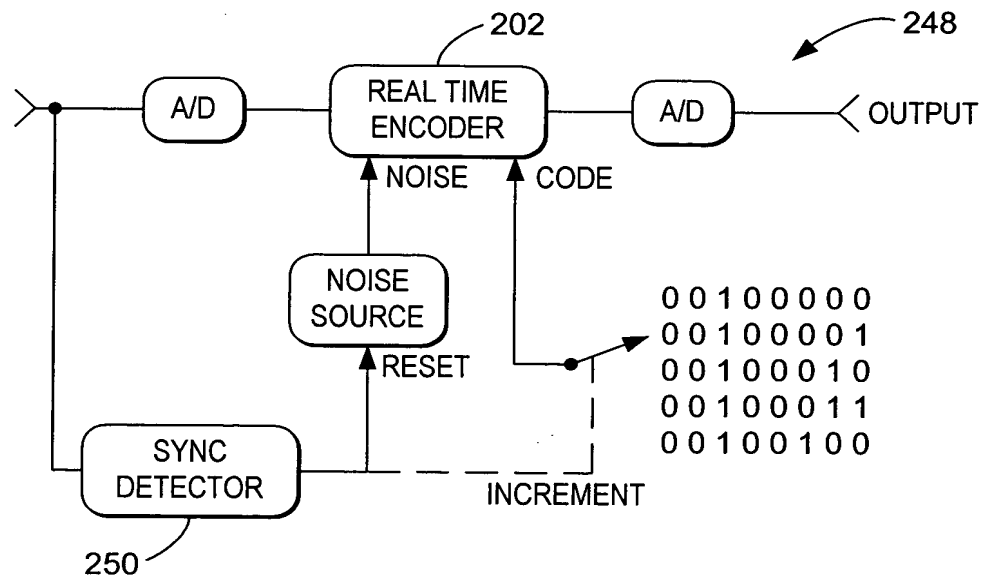 202
248
A/D
REAL TIME
ENCODER
A/D
OUTPUT
NOISE
CODE
NOISE
SOURCE
RESET
0 0 1 0 0 0 0 0
0 0 1 0 0 0 0 1
0 0 1 0 0 0 1 0
0 0 1 0 0 0 1 1
0 0 1 0 0 1 0 0
SYNC
DETECTOR
INCREMENT
250